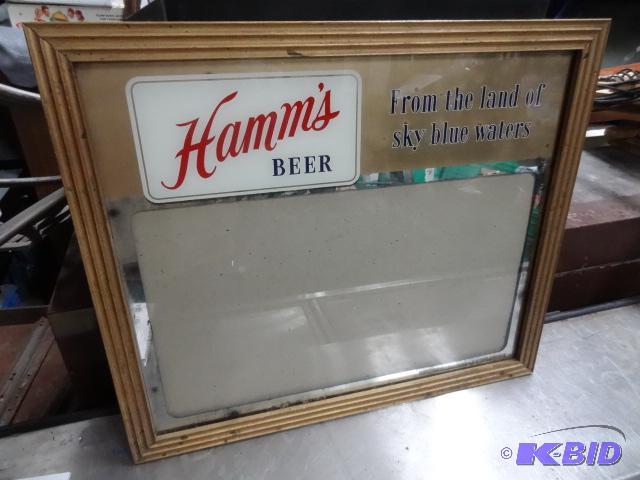 Hamm's
BEER
From the land of
sky blue waters
© K-BID